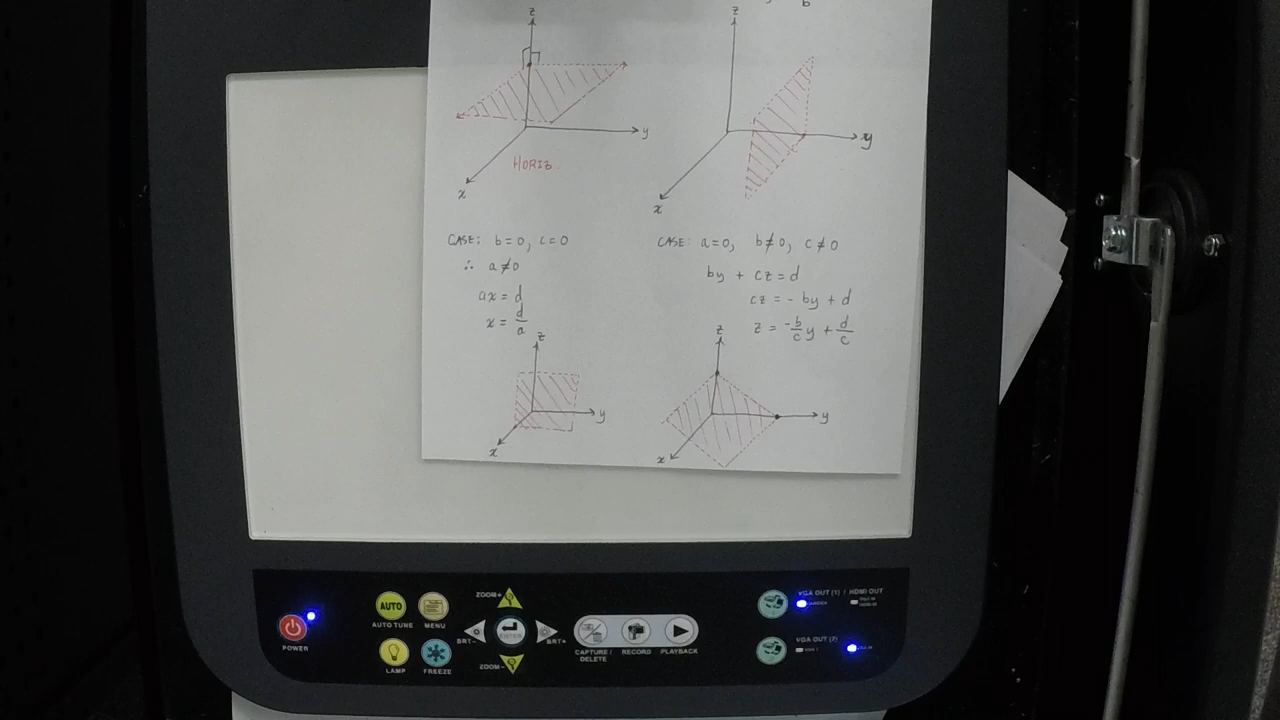 b
z
z
y
y
HORIZ
x
x
CASE: b=0, c=0
∴ a≠0
ax = d
x = d/a
CASE: a=0, b≠0, c≠0
by + cz = d
cz = - by + d
z = -b/c y + d/c
z
z
y
y
x
x
ZOOM+
AUTO
AUTO TUNE
MENU
BRT-
ENTER
BRT+
POWER
ZOOM-
LAMP
FREEZE
CAPTURE / DELETE
RECORD
PLAYBACK
VGA OUT (1) / HDMI OUT
VGA OUT (2)